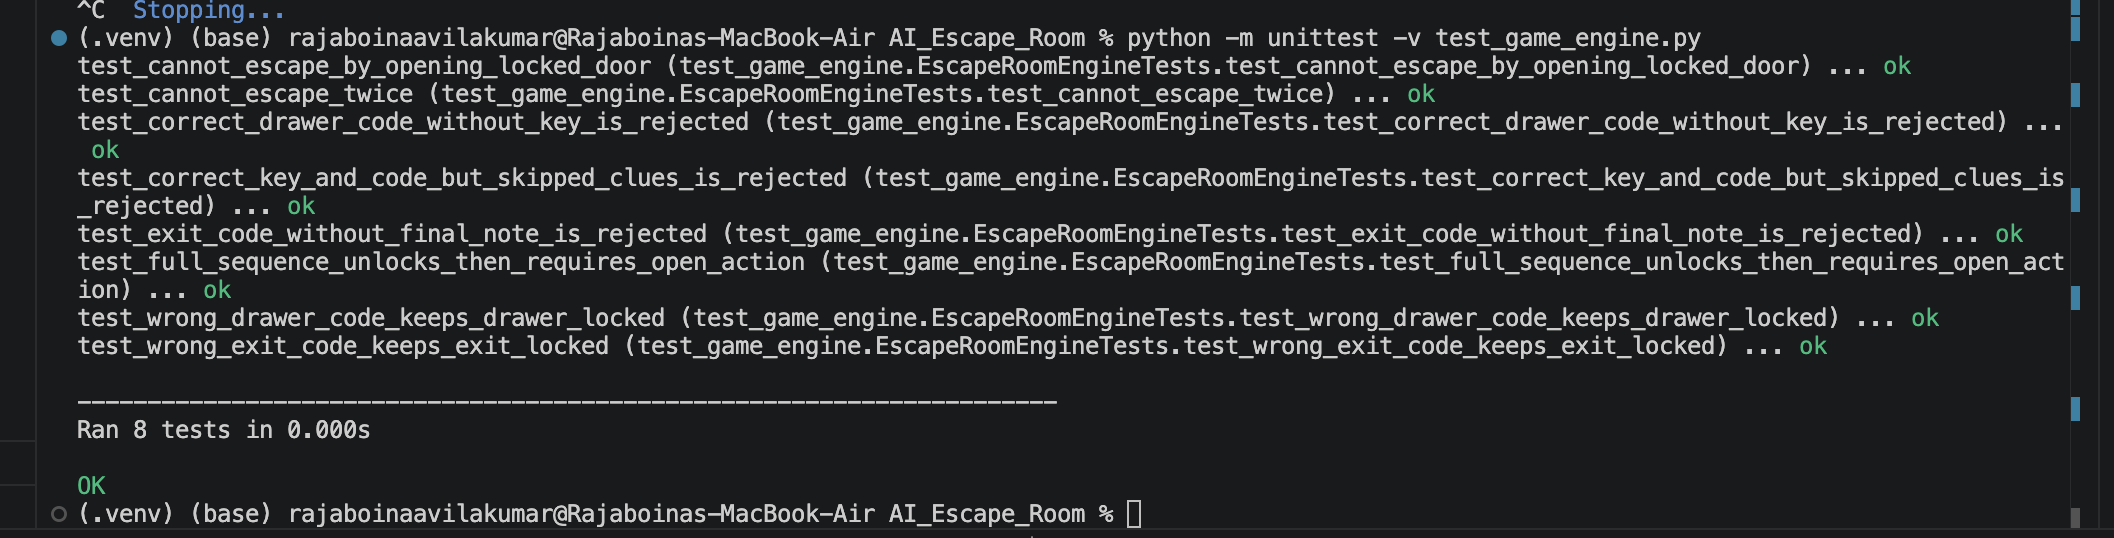 ^C  Stopping...
(.venv) (base) rajaboinaavilakumar@Rajaboinas-MacBook-Air AI_Escape_Room % python -m unittest -v test_game_engine.py
test_cannot_escape_by_opening_locked_door (test_game_engine.EscapeRoomEngineTests.test_cannot_escape_by_opening_locked_door) ... ok
test_cannot_escape_twice (test_game_engine.EscapeRoomEngineTests.test_cannot_escape_twice) ... ok
test_correct_drawer_code_without_key_is_rejected (test_game_engine.EscapeRoomEngineTests.test_correct_drawer_code_without_key_is_rejected) ...
 ok
test_correct_key_and_code_but_skipped_clues_is_rejected (test_game_engine.EscapeRoomEngineTests.test_correct_key_and_code_but_skipped_clues_is
_rejected) ... ok
test_exit_code_without_final_note_is_rejected (test_game_engine.EscapeRoomEngineTests.test_exit_code_without_final_note_is_rejected) ... ok
test_full_sequence_unlocks_then_requires_open_action (test_game_engine.EscapeRoomEngineTests.test_full_sequence_unlocks_then_requires_open_act
ion) ... ok
test_wrong_drawer_code_keeps_drawer_locked (test_game_engine.EscapeRoomEngineTests.test_wrong_drawer_code_keeps_drawer_locked) ... ok
test_wrong_exit_code_keeps_exit_locked (test_game_engine.EscapeRoomEngineTests.test_wrong_exit_code_keeps_exit_locked) ... ok
----------------------------------------------------------------------
Ran 8 tests in 0.000s
OK
(.venv) (base) rajaboinaavilakumar@Rajaboinas-MacBook-Air AI_Escape_Room %